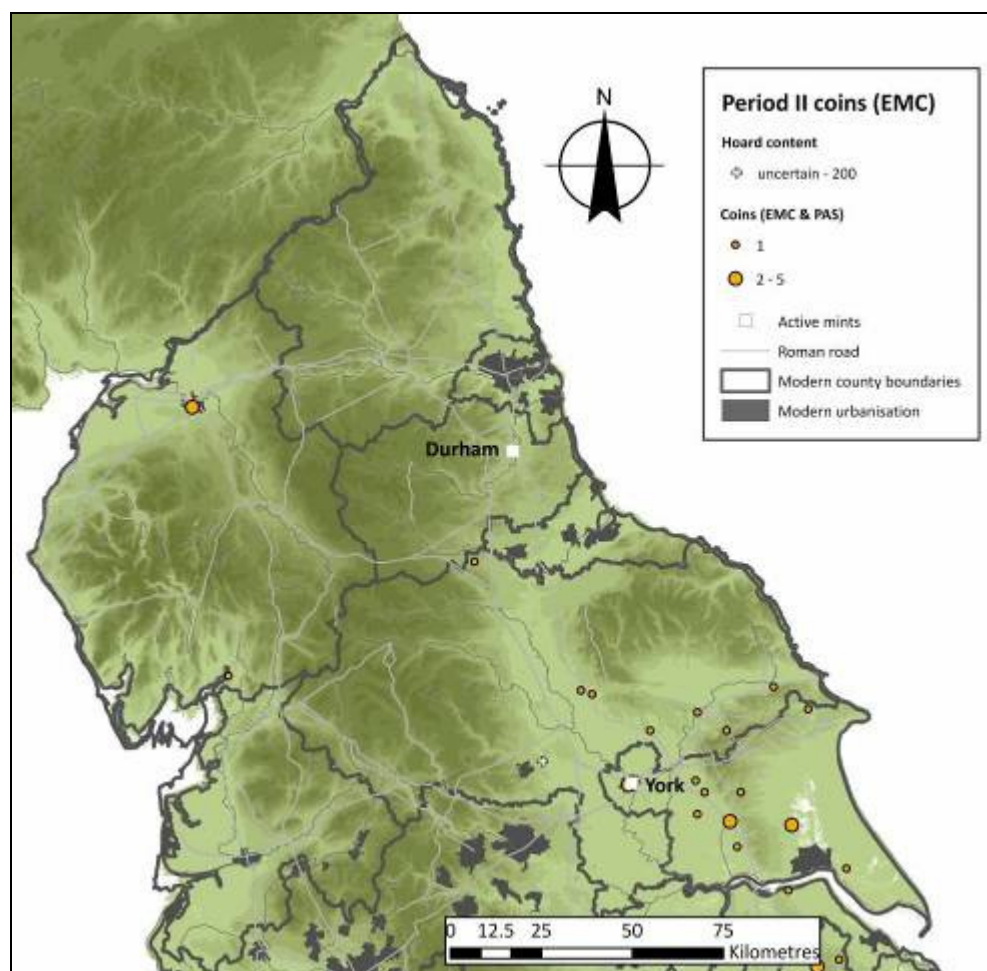 N
Period II coins (EMC)
Hoard content
uncertain - 200
Coins (EMC & PAS)
1
2 - 5
Active mints
Roman road
Modern county boundaries
Modern urbanisation
Durham
York
0 12.5 25 50 75
Kilometres